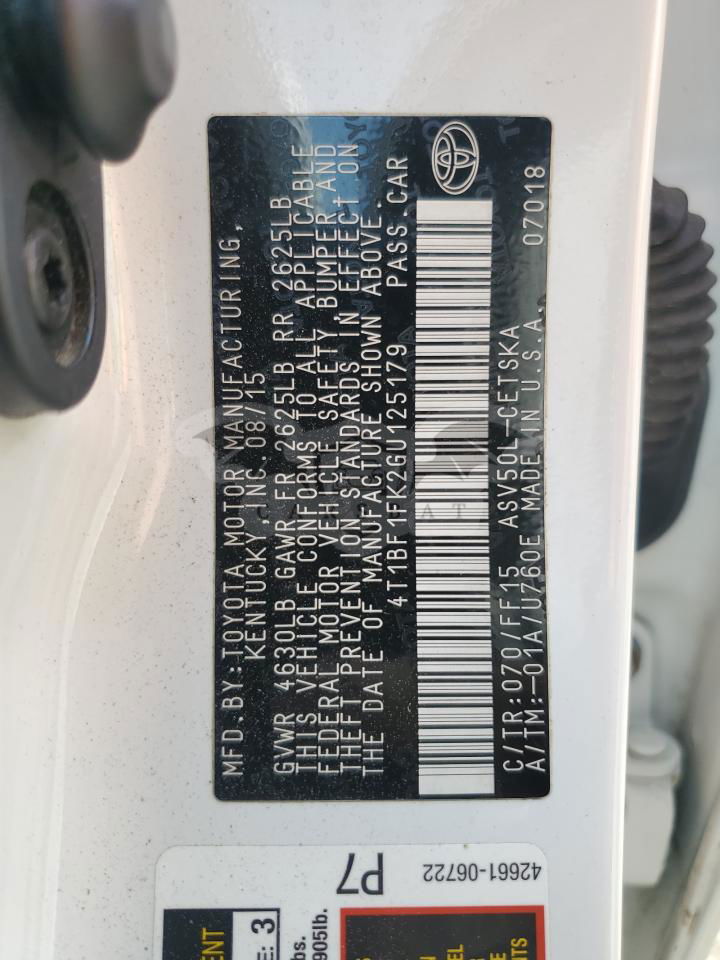 MFD.BY:TOYOTA MOTOR MANUFACTURING,
KENTUCKY,INC.08/15
GVWR 4630LB GAWR FR 2625LB RR 2625LB
THIS VEHICLE CONFORMS TO ALL APPLICABLE
FEDERAL MOTOR VEHICLE SAFETY, BUMPER AND
THEFT PREVENTION STANDARDS IN EFFECT ON
THE DATE OF MANUFACTURE SHOWN ABOVE.
4T1BF1FK2GU125179 PASS.CAR
C/TR:070/FF15 ASV50L-CETSKA
A/TM:-01A/U760E MADE IN U.S.A. 07018
P7
42661-06722
3
905lb.